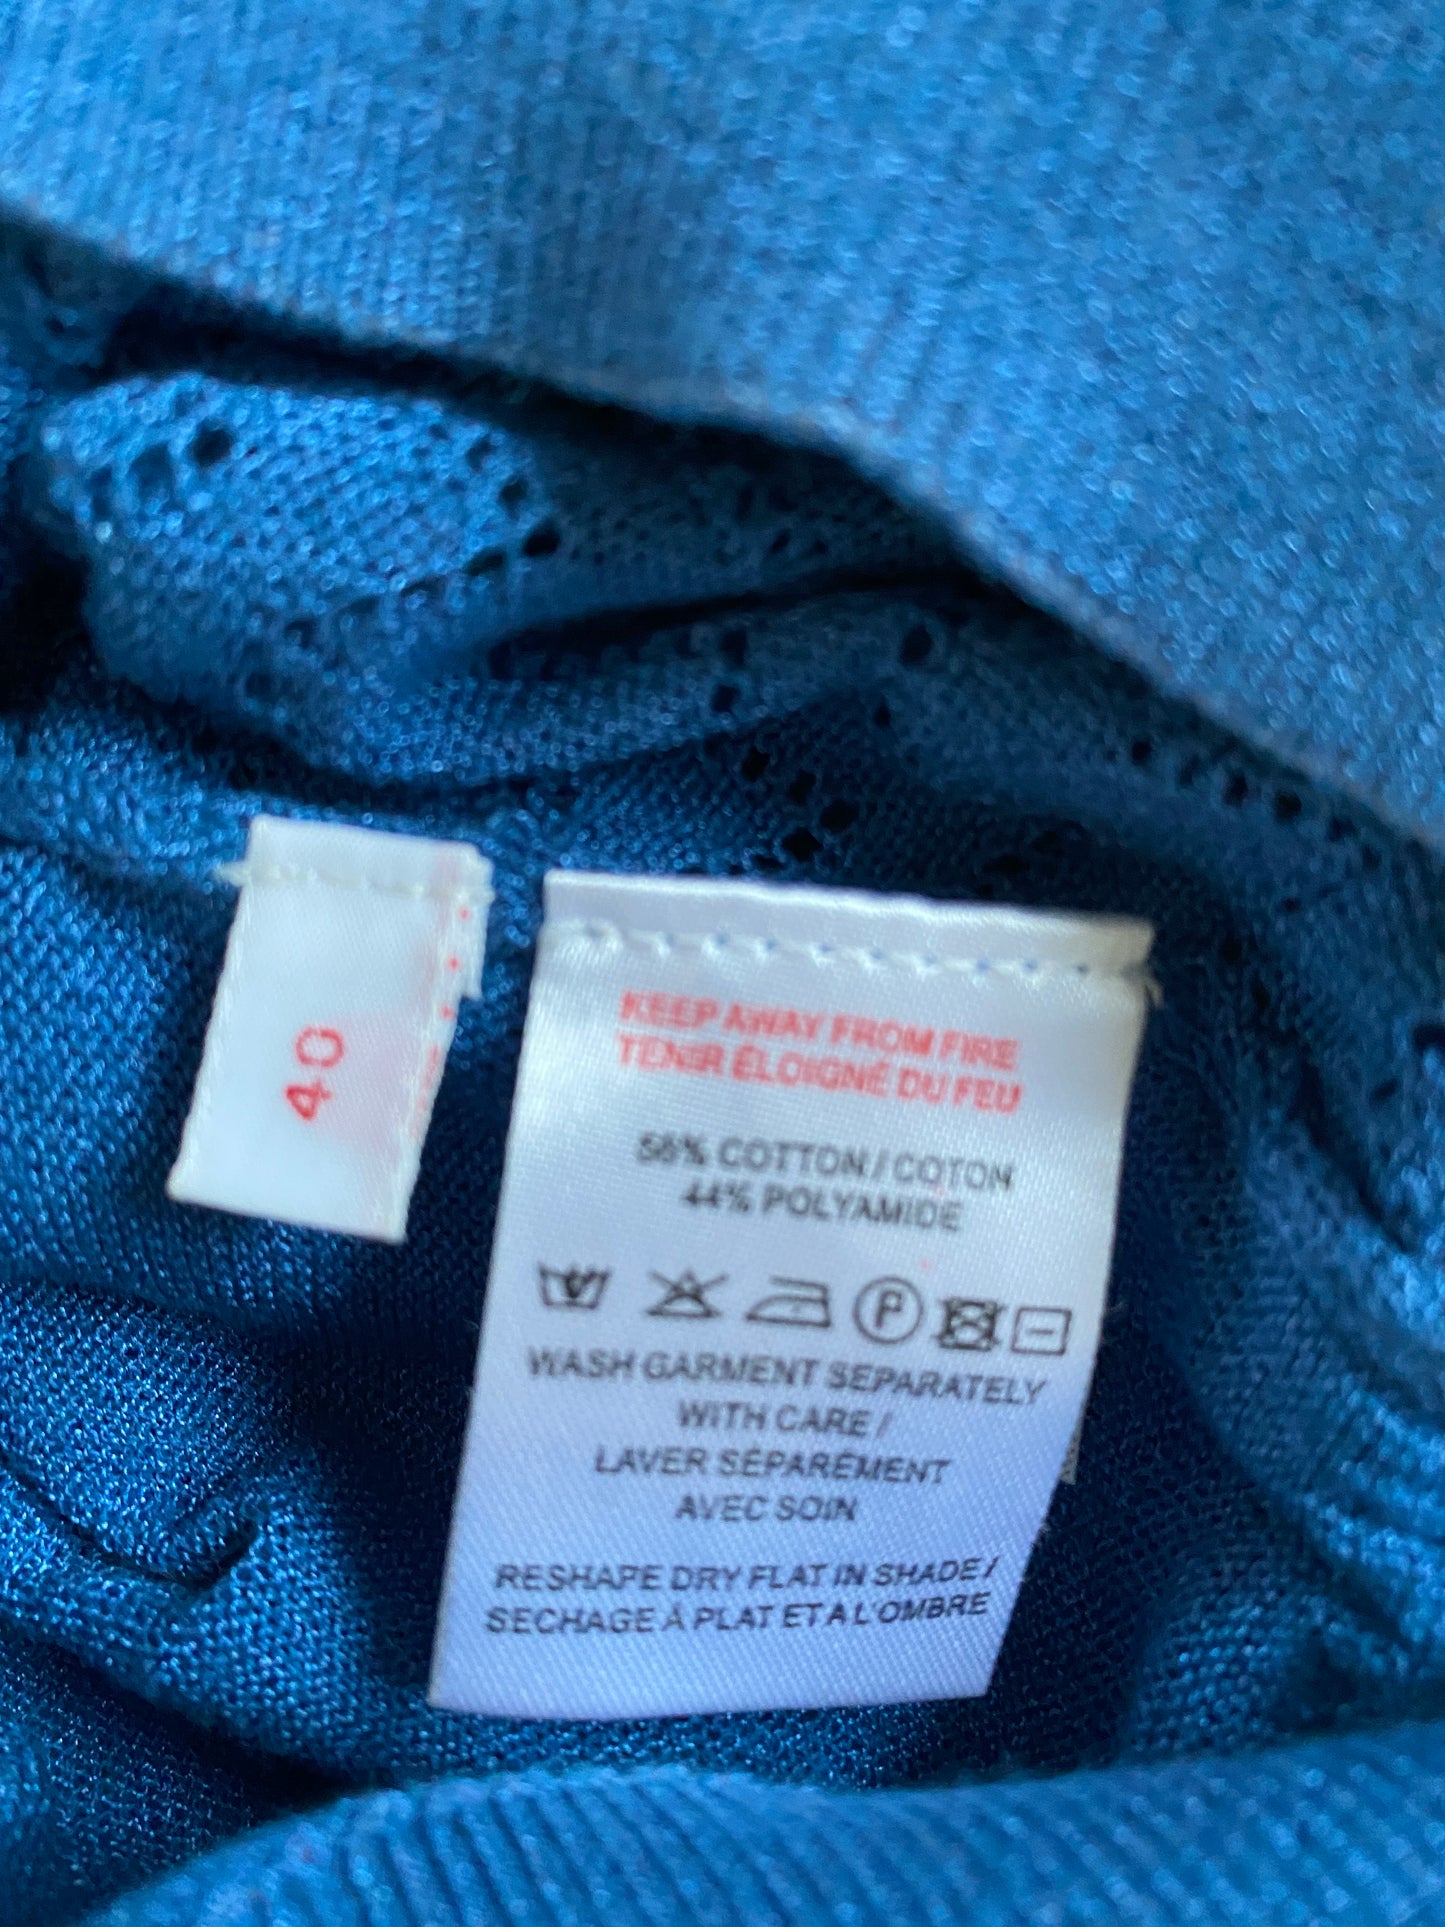 40
KEEP AWAY FROM FIRE
TENIR ÉLOIGNÉ DU FEU
56% COTTON / COTON
44% POLYAMIDE
P
WASH GARMENT SEPARATELY
WITH CARE /
LAVER SÉPARÉMENT
AVEC SOIN
RESHAPE DRY FLAT IN SHADE /
SECHAGE À PLAT ET A L'OMBRE